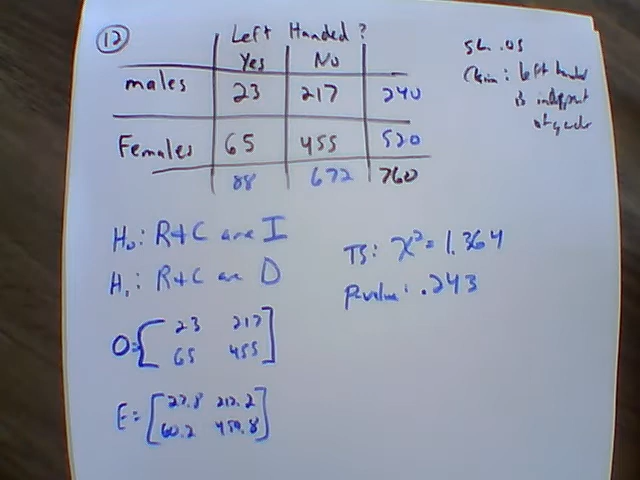 12 Left Handed ?
Yes No
males 23 217 240
Females 65 455 520
88 672 760
SL .05
Claim: left handed
is independent
of gender
H₀: R+C are I
H₁: R+C are D
TS: χ² = 1.364
p-value: .243
O=[23 217
65 455]
E=[27.8 212.2
60.2 459.8]